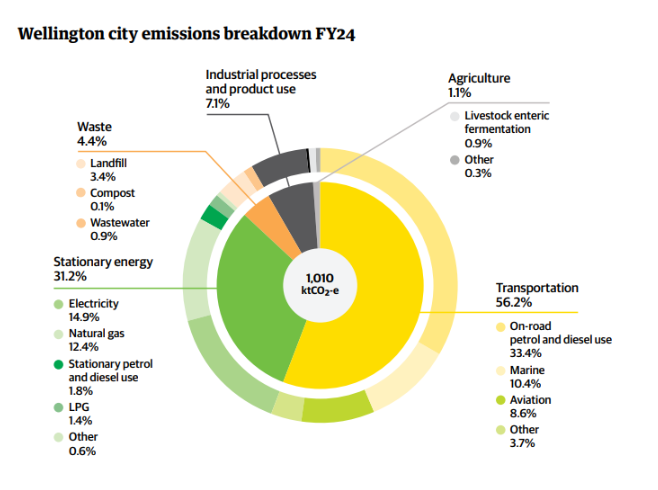 Wellington city emissions breakdown FY24
Industrial processes
and product use
7.1%
Agriculture
1.1%
Livestock enteric
fermentation
0.9%
Other
0.3%
Waste
4.4%
Landfill
3.4%
Compost
0.1%
Wastewater
0.9%
Stationary energy
31.2%
Electricity
14.9%
Natural gas
12.4%
Stationary petrol
and diesel use
1.8%
LPG
1.4%
Other
0.6%
1,010
ktCO₂-e
Transportation
56.2%
On-road
petrol and diesel use
33.4%
Marine
10.4%
Aviation
8.6%
Other
3.7%